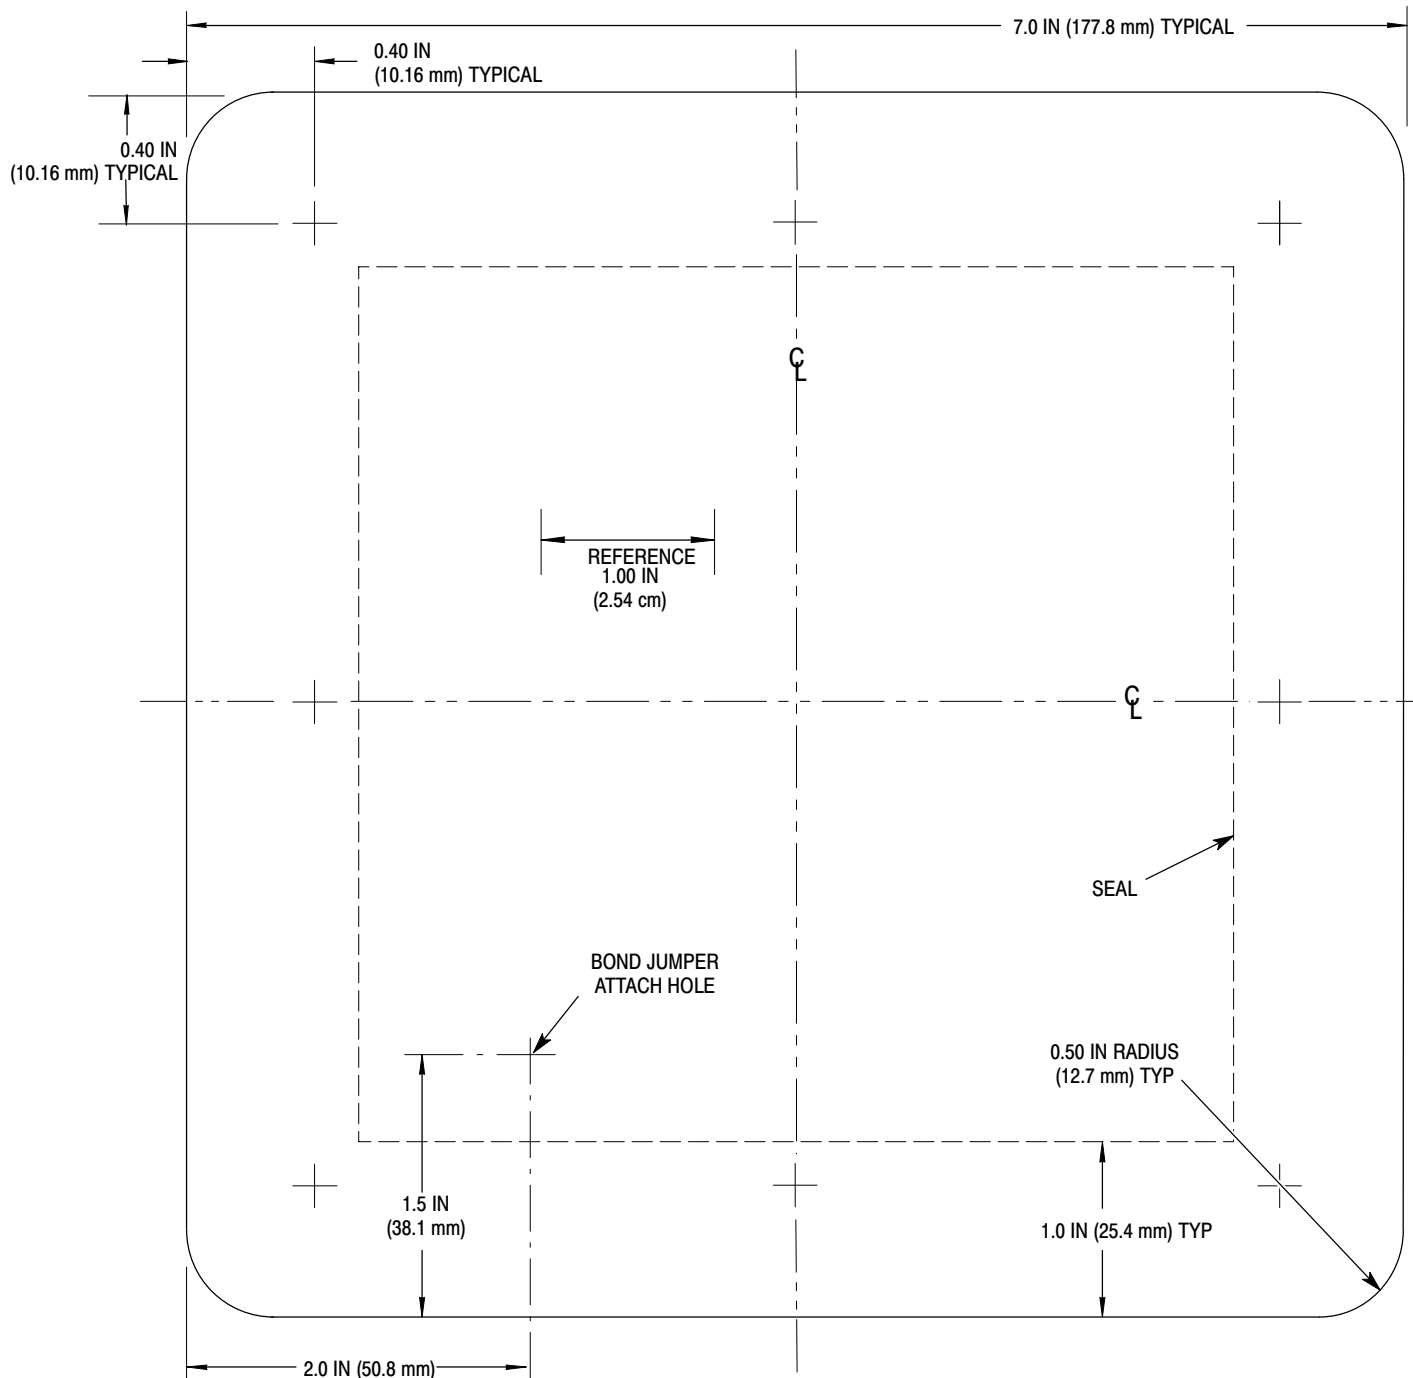 7.0 IN (177.8 mm) TYPICAL
0.40 IN
(10.16 mm) TYPICAL
0.40 IN
(10.16 mm) TYPICAL
CL
REFERENCE
1.00 IN
(2.54 cm)
CL
SEAL
BOND JUMPER
ATTACH HOLE
0.50 IN RADIUS
(12.7 mm) TYP
1.5 IN
(38.1 mm)
1.0 IN (25.4 mm) TYP
2.0 IN (50.8 mm)